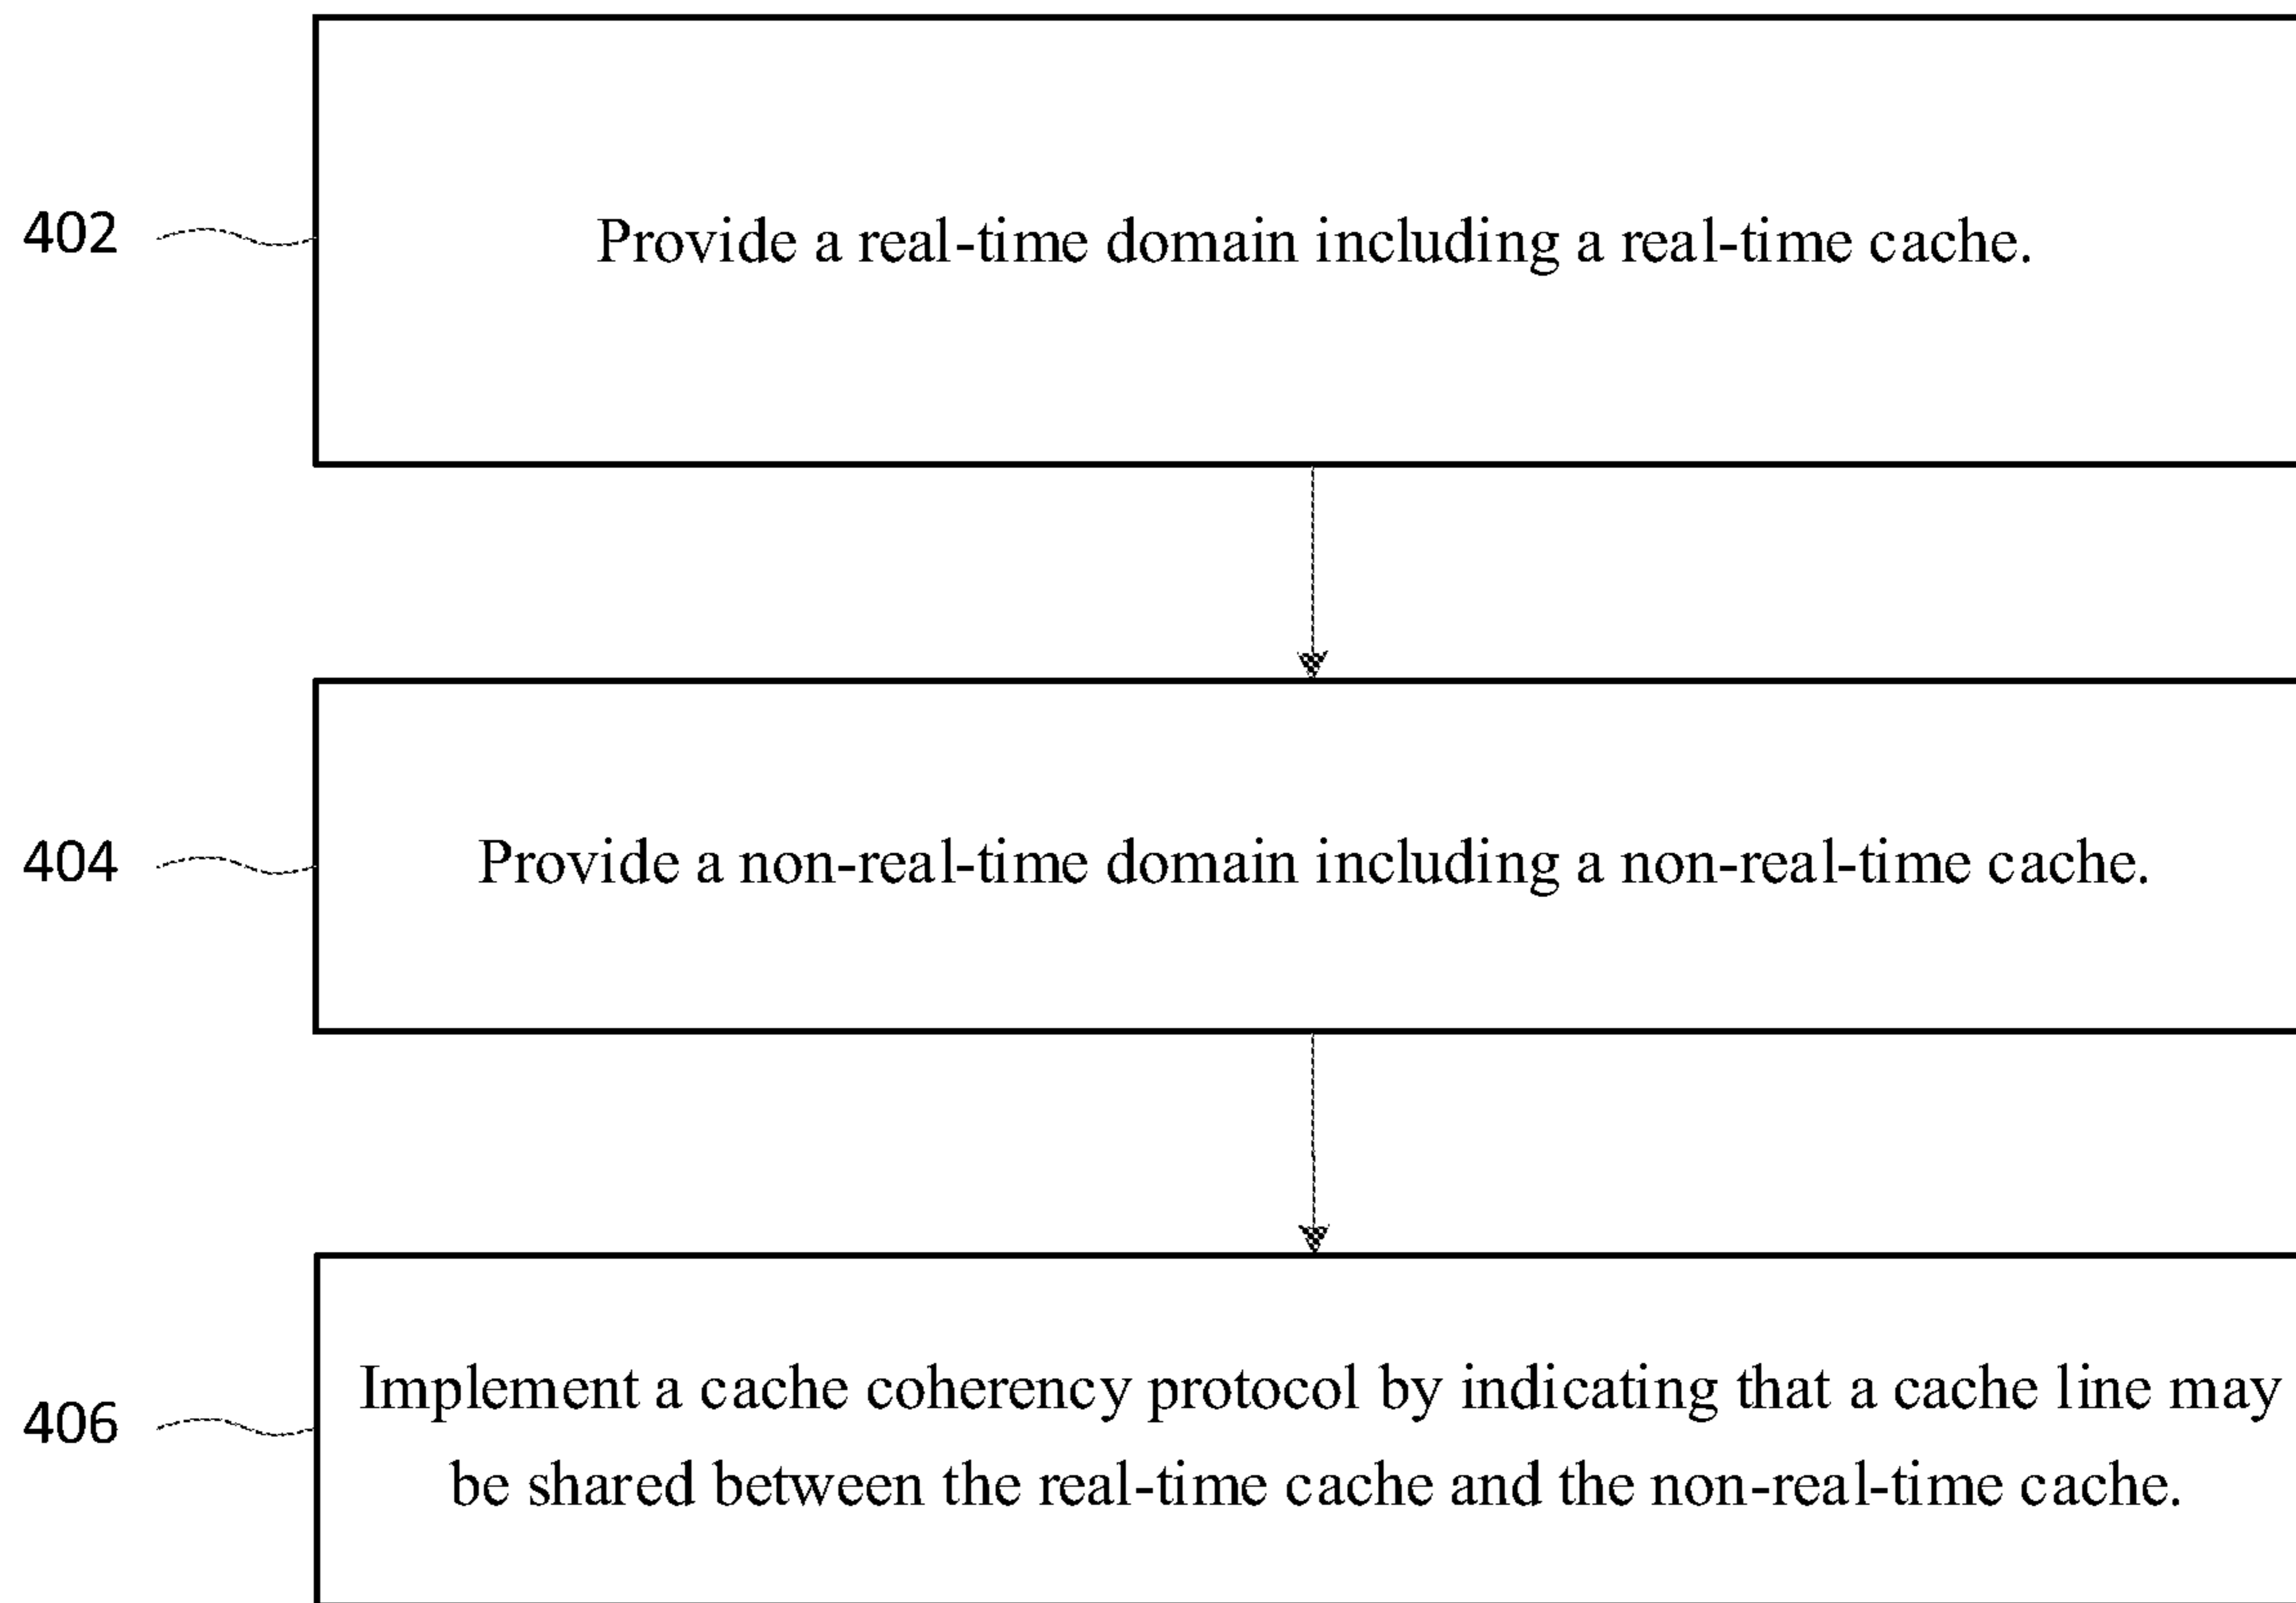 402
Provide a real-time domain including a real-time cache.
404
Provide a non-real-time domain including a non-real-time cache.
406
Implement a cache coherency protocol by indicating that a cache line may
be shared between the real-time cache and the non-real-time cache.